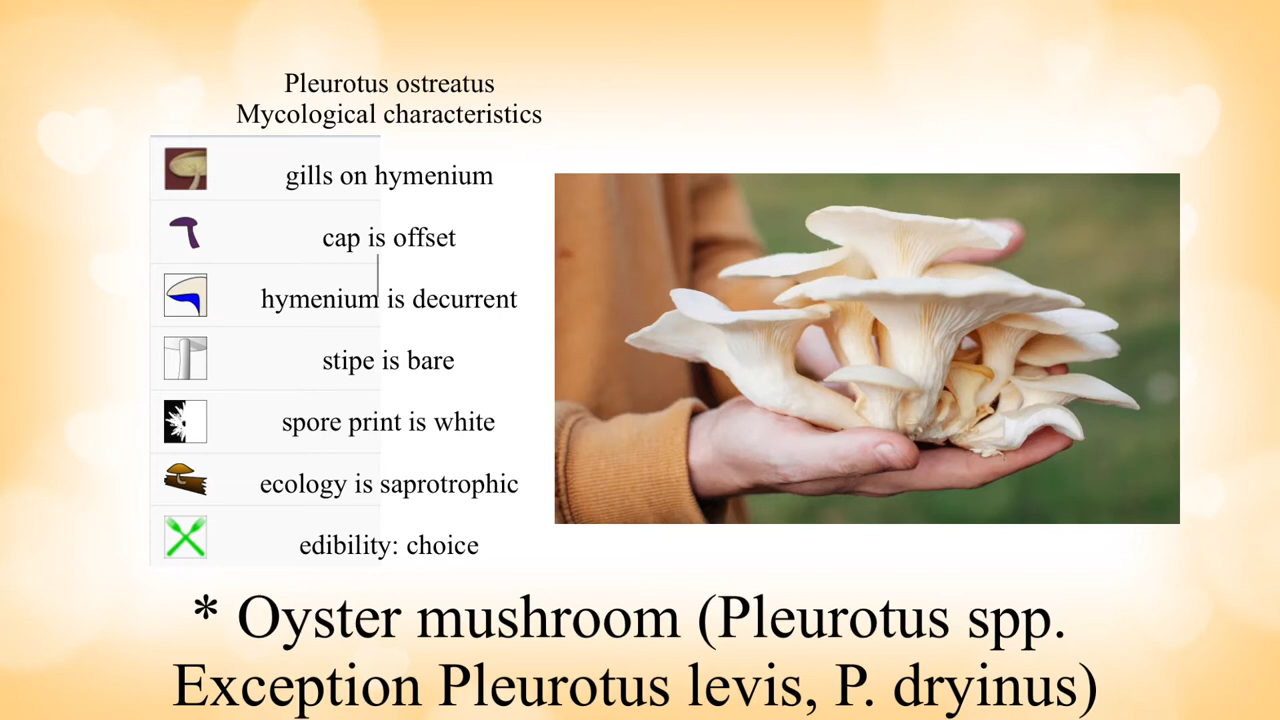 Pleurotus ostreatus
Mycological characteristics
gills on hymenium
cap is offset
hymenium is decurrent
stipe is bare
spore print is white
ecology is saprotrophic
edibility: choice
* Oyster mushroom (Pleurotus spp.
Exception Pleurotus levis, P. dryinus)